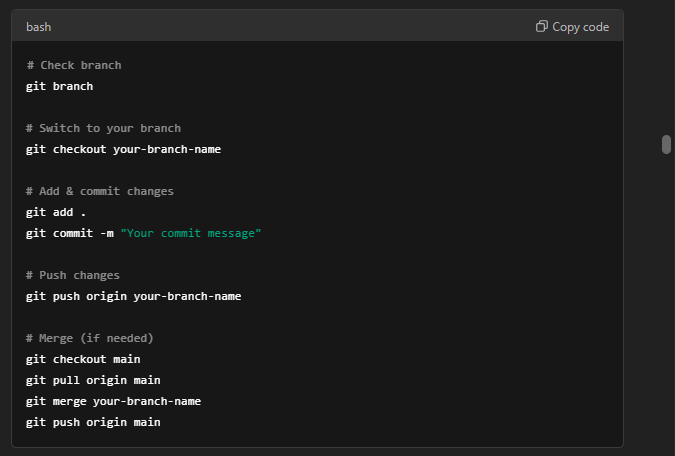 bash
Copy code
# Check branch
git branch
# Switch to your branch
git checkout your-branch-name
# Add & commit changes
git add .
git commit -m "Your commit message"
# Push changes
git push origin your-branch-name
# Merge (if needed)
git checkout main
git pull origin main
git merge your-branch-name
git push origin main